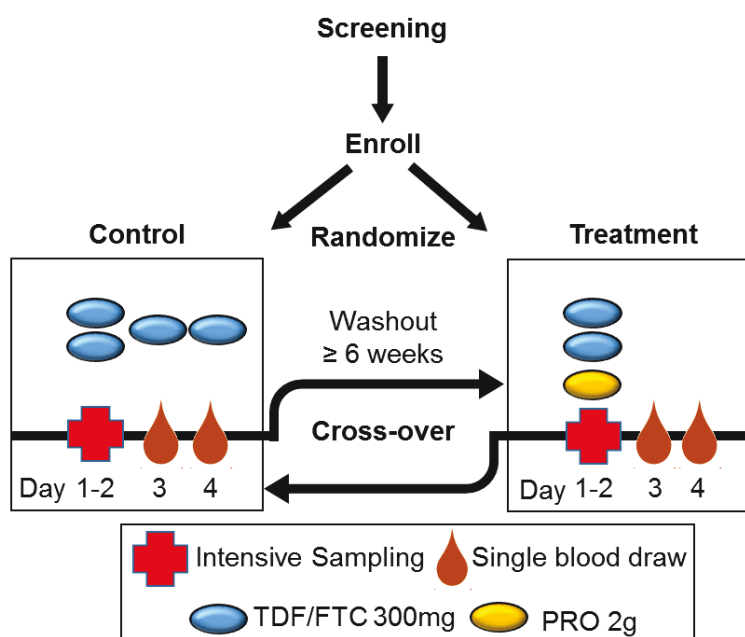 Screening
Enroll
Control
Randomize
Treatment
Washout
≥ 6 weeks
Cross-over
Day 1-2 3 4
Day 1-2 3 4
Intensive Sampling
Single blood draw
TDF/FTC 300mg
PRO 2g